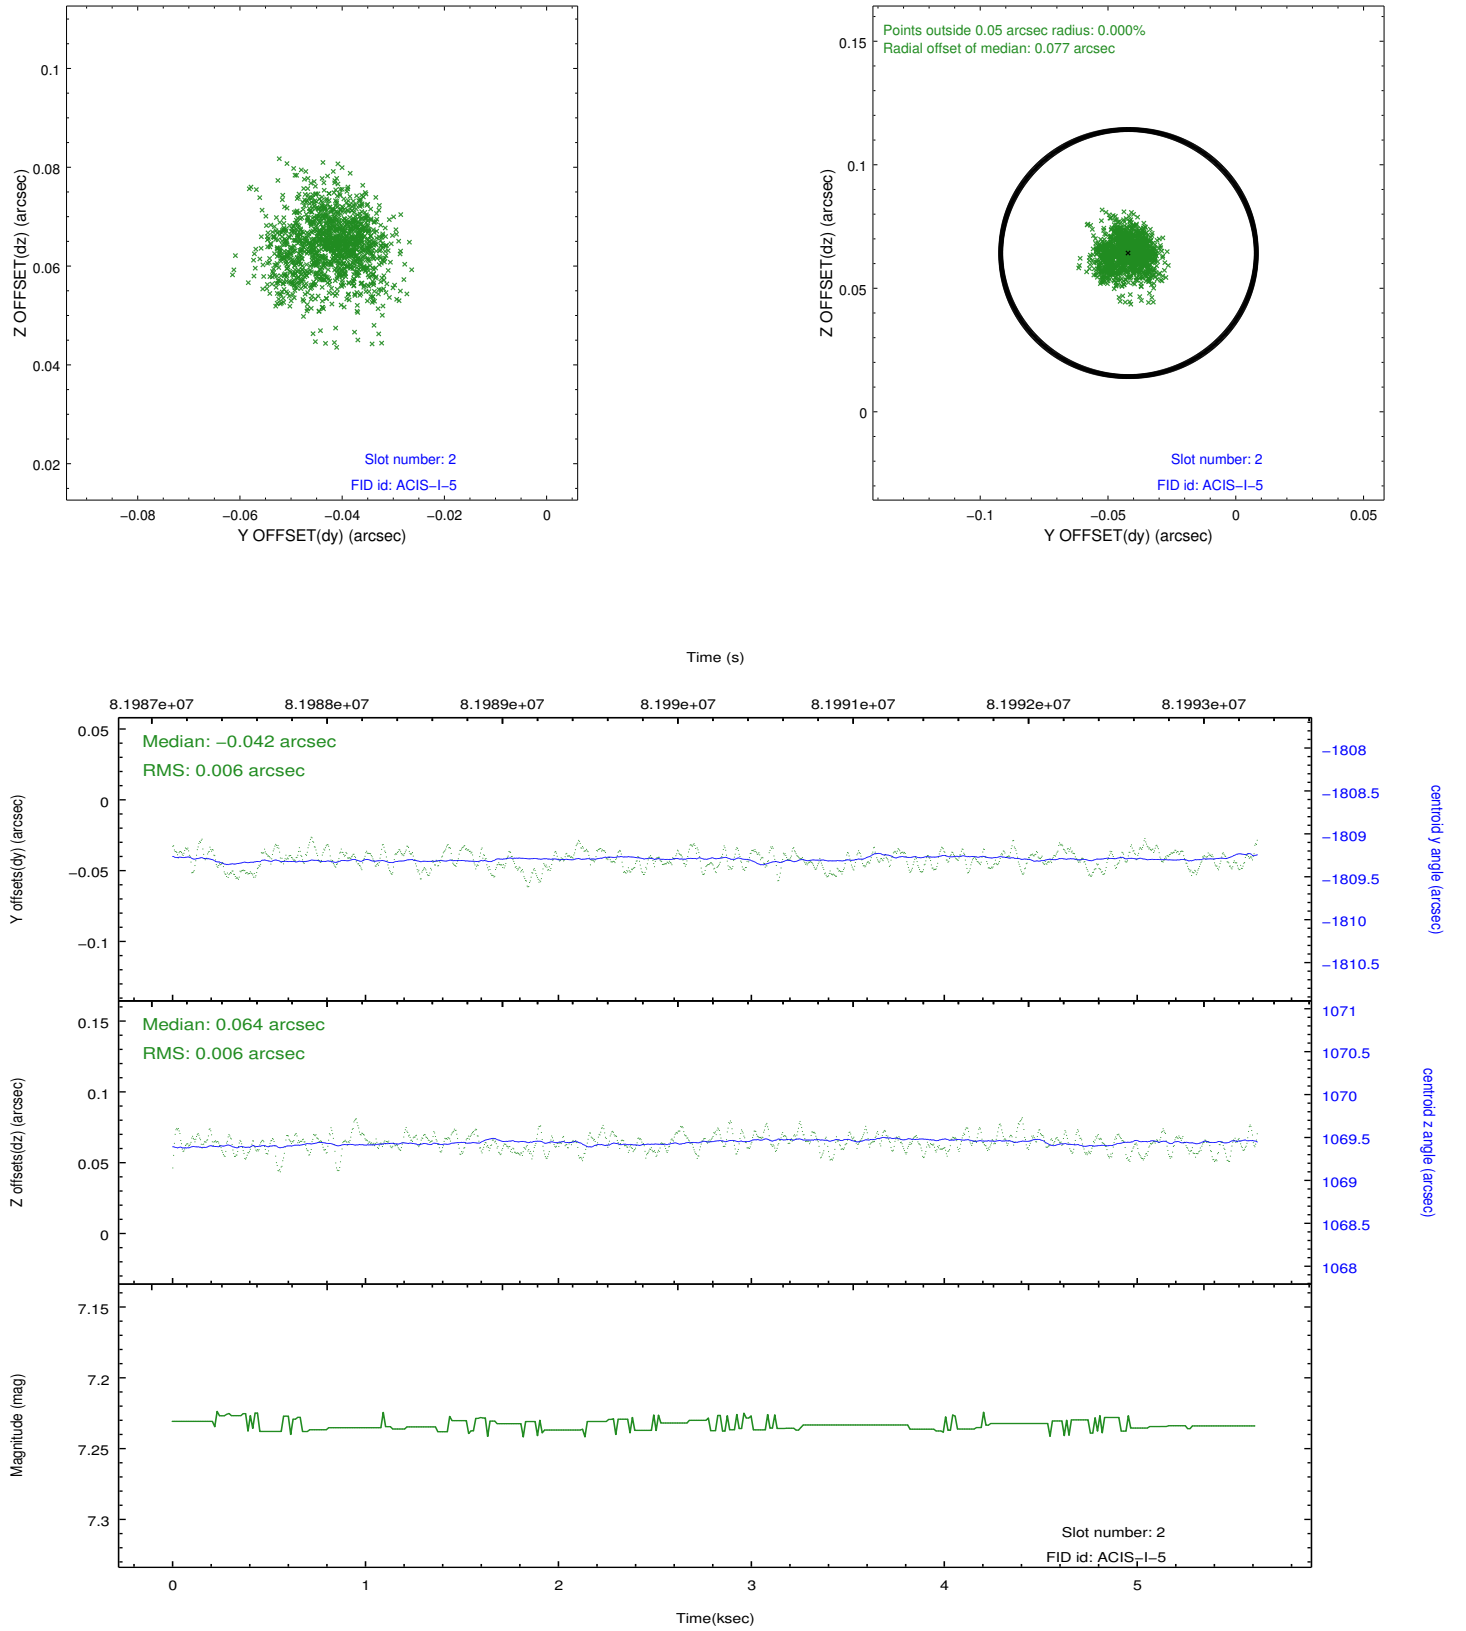 0.1
0.08
0.06
0.04
0.02
Z OFFSET(dz) (arcsec)
Slot number: 2
FID id: ACIS−I−5
−0.08 −0.06 −0.04 −0.02 0
Y OFFSET(dy) (arcsec)
Points outside 0.05 arcsec radius: 0.000%
Radial offset of median: 0.077 arcsec
0.15
0.1
0.05
0
Z OFFSET(dz) (arcsec)
Slot number: 2
FID id: ACIS−I−5
−0.1 −0.05 0 0.05
Y OFFSET(dy) (arcsec)
Time (s)
8.1987e+07 8.1988e+07 8.1989e+07 8.199e+07 8.1991e+07 8.1992e+07 8.1993e+07
Median: −0.042 arcsec
RMS: 0.006 arcsec
0.05
0
−0.05
−0.1
Y offsets(dy) (arcsec)
−1808
−1808.5
−1809
−1809.5
−1810
−1810.5
centroid y angle (arcsec)
Median: 0.064 arcsec
RMS: 0.006 arcsec
0.15
0.1
0.05
0
Z offsets(dz) (arcsec)
1071
1070.5
1070
1069.5
1069
1068.5
1068
centroid z angle (arcsec)
7.15
7.2
7.25
7.3
Magnitude (mag)
Slot number: 2
FID id: ACIS−I−5
0 1 2 3 4 5
Time(ksec)